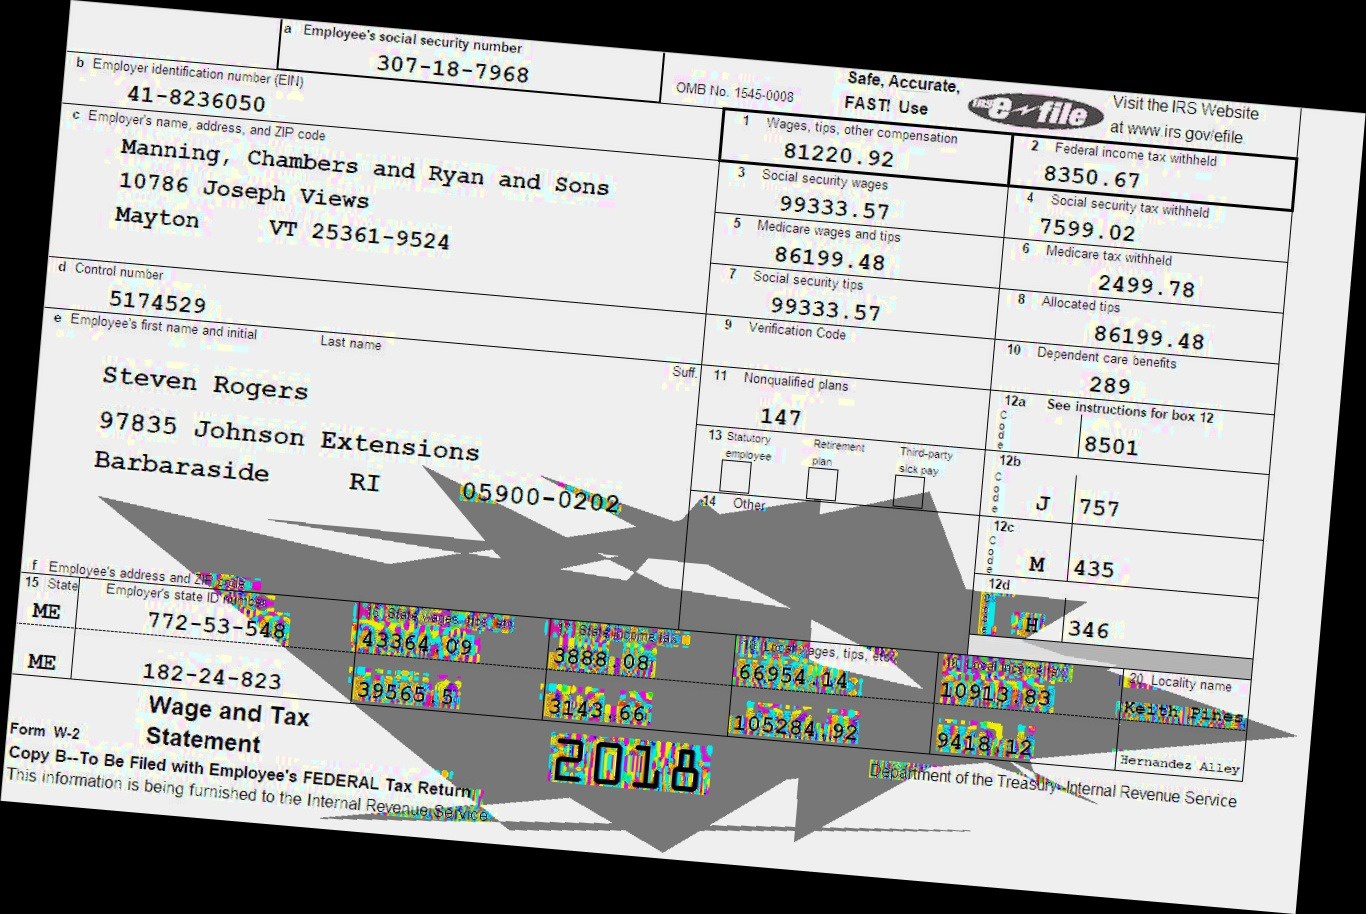 a Employee's social security number
307-18-7968
OMB No. 1545-0008
Safe, Accurate,
FAST! Use
IRS e~file
Visit the IRS Website
at www.irs.gov/efile
b Employer identification number (EIN)
41-8236050
1 Wages, tips, other compensation
81220.92
2 Federal income tax withheld
8350.67
c Employer's name, address, and ZIP code
Manning, Chambers and Ryan and Sons
10786 Joseph Views
Mayton VT 25361-9524
3 Social security wages
99333.57
4 Social security tax withheld
7599.02
5 Medicare wages and tips
86199.48
6 Medicare tax withheld
2499.78
d Control number
5174529
7 Social security tips
99333.57
8 Allocated tips
86199.48
e Employee's first name and initial Last name Suff.
Steven Rogers
97835 Johnson Extensions
Barbaraside RI 05900-0202
9 Verification Code
10 Dependent care benefits
289
11 Nonqualified plans
147
12a See instructions for box 12
Code 8501
13 Statutory employee Retirement plan Third-party sick pay
12b
Code J 757
14 Other
12c
Code M 435
12d
H 346
f Employee's address and ZIP code
15 State Employer's state ID number
16 State wages, tips, etc.
17 State income tax
18 Local wages, tips, etc.
19 Local income tax
20 Locality name
ME 772-53-548 43364.09 3888.08 66954.14 10913.83 Keith Pines
ME 182-24-823 39565.5 3143.66 105284.92 9418.12 Hernandez Alley
Form W-2 Wage and Tax
Statement
2018
Department of the Treasury--Internal Revenue Service
Copy B--To Be Filed with Employee's FEDERAL Tax Return
This information is being furnished to the Internal Revenue Service